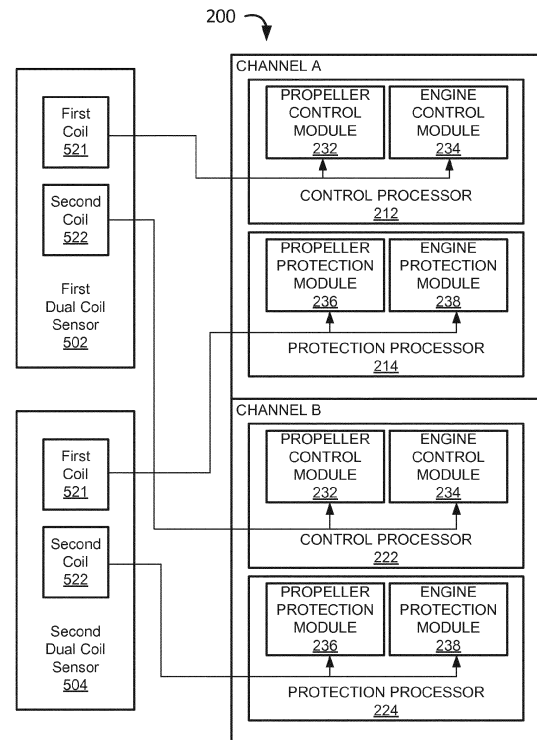 200
First
Coil
521
Second
Coil
522
First
Dual Coil
Sensor
502
First
Coil
521
Second
Coil
522
Second
Dual Coil
Sensor
504
CHANNEL A
PROPELLER
CONTROL
MODULE
232
ENGINE
CONTROL
MODULE
234
CONTROL PROCESSOR
212
PROPELLER
PROTECTION
MODULE
236
ENGINE
PROTECTION
MODULE
238
PROTECTION PROCESSOR
214
CHANNEL B
PROPELLER
CONTROL
MODULE
232
ENGINE
CONTROL
MODULE
234
CONTROL PROCESSOR
222
PROPELLER
PROTECTION
MODULE
236
ENGINE
PROTECTION
MODULE
238
PROTECTION PROCESSOR
224